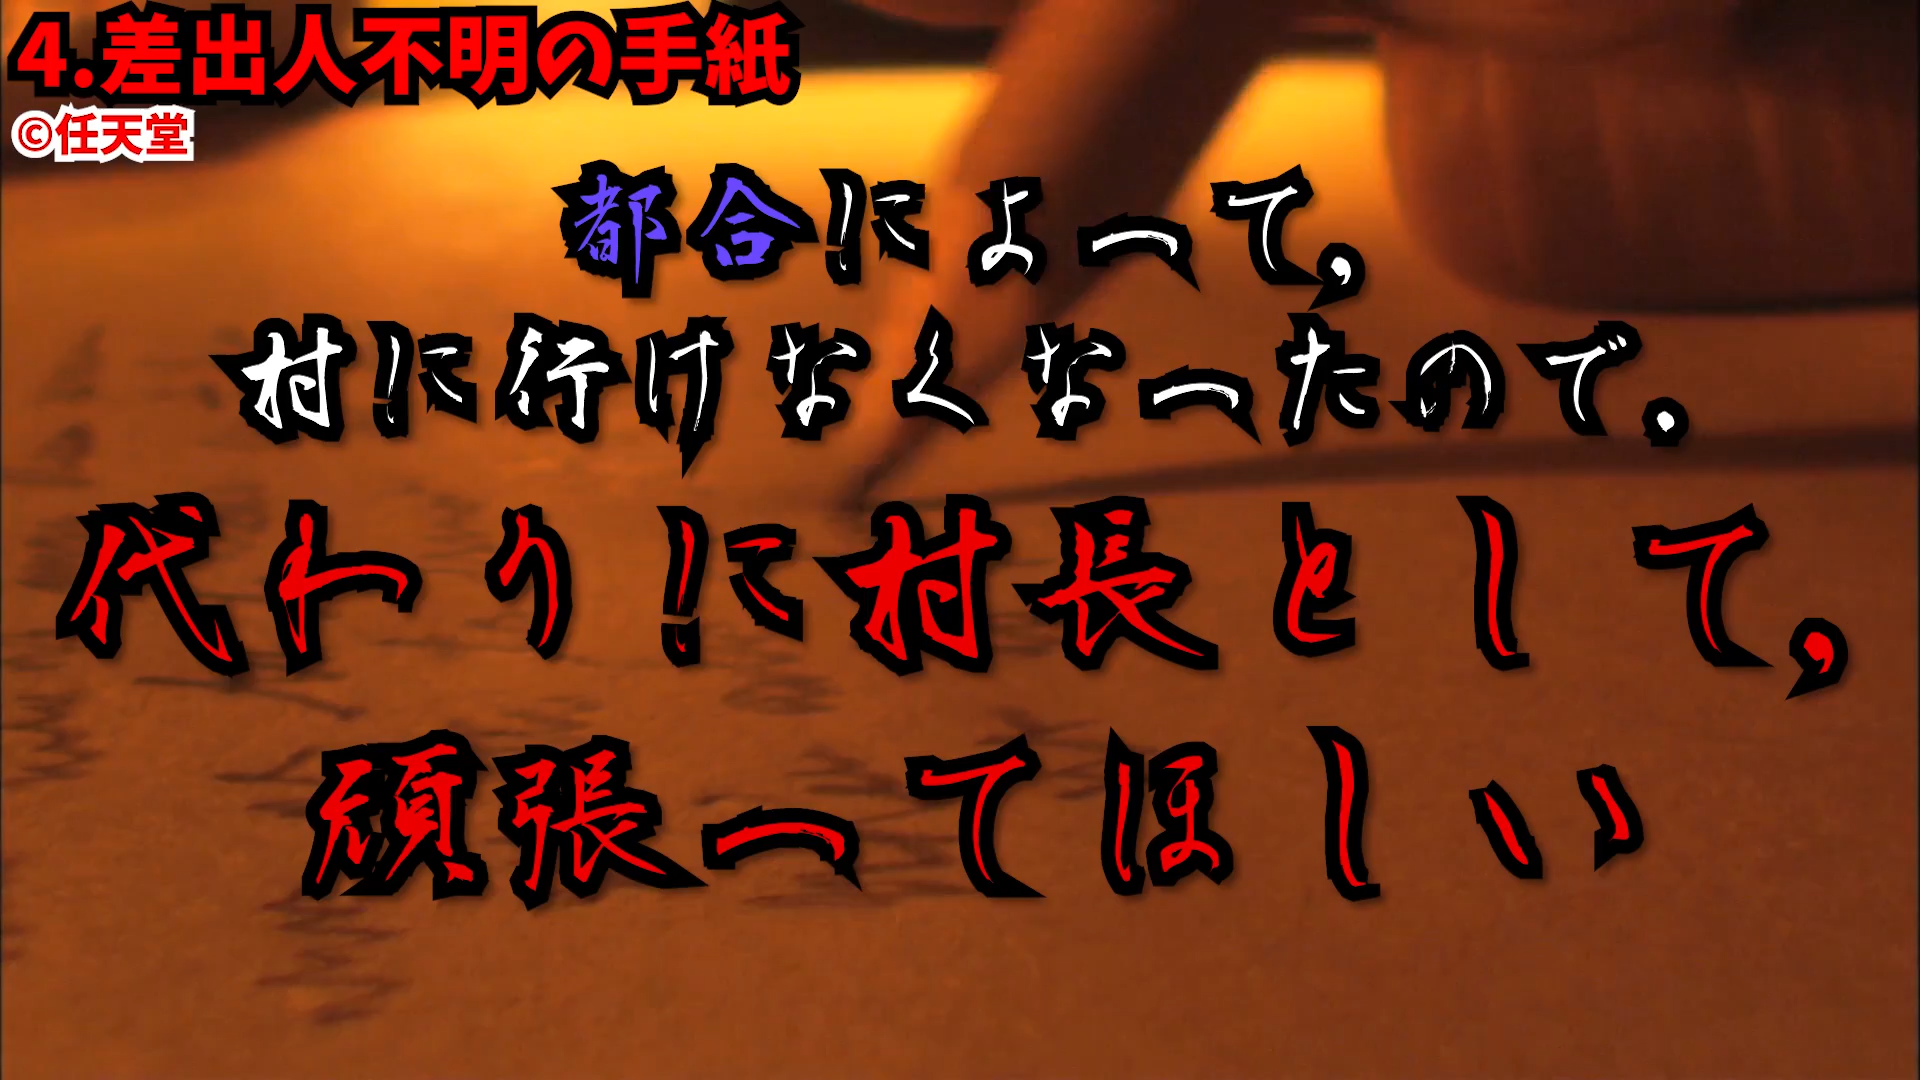 4.差出人不明の手紙
©任天堂
都合によって,
村に行けなくなったので.
代わりに村長として,
頑張ってほしい